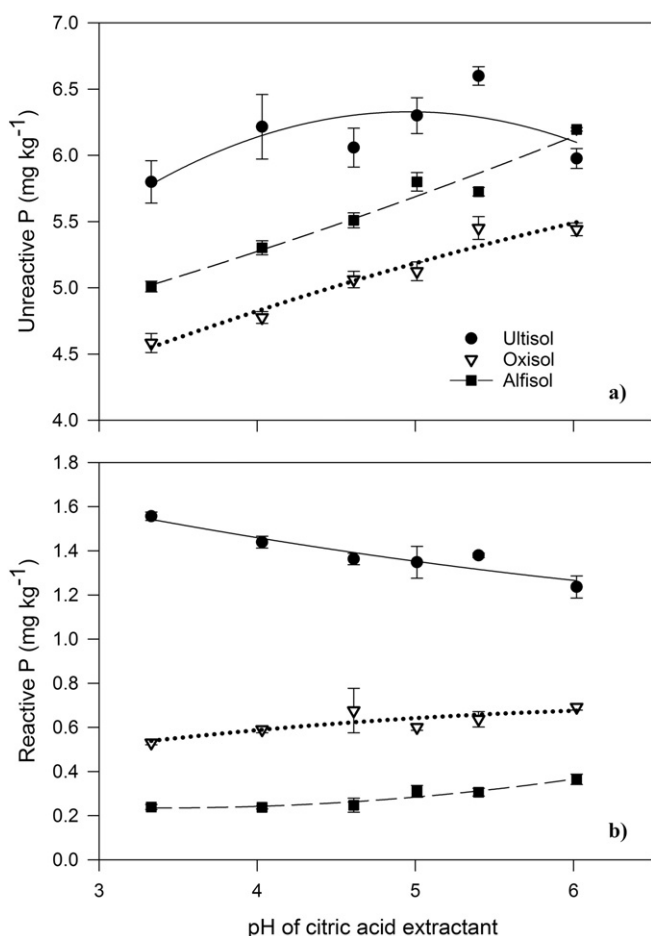 7.0
6.5
6.0
5.5
5.0
4.5
4.0
Unreactive P (mg kg⁻¹)
Ultisol
Oxisol
Alfisol
a)
1.8
1.6
1.4
1.2
1.0
0.8
0.6
0.4
0.2
0.0
Reactive P (mg kg⁻¹)
b)
3 4 5 6
pH of citric acid extractant